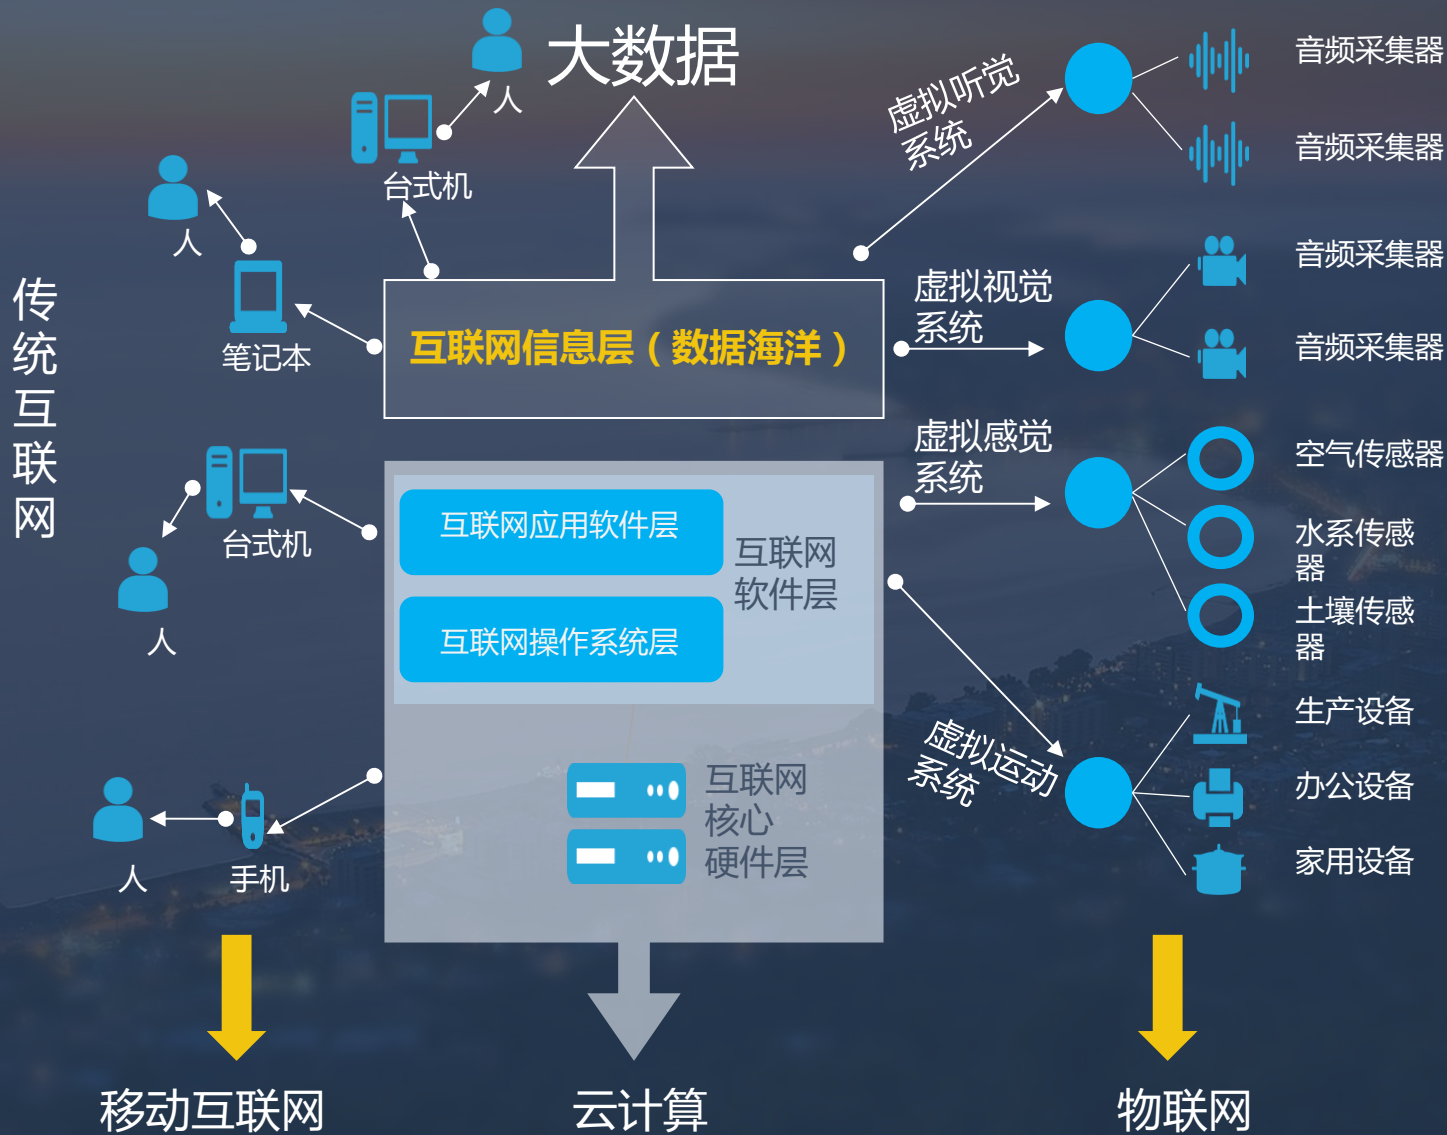 大数据
人
台式机
人
笔记本
传
统
互
联
网
台式机
人
人
手机
互联网信息层（数据海洋）
互联网应用软件层
互联网操作系统层
互联网
软件层
互联网
核心
硬件层
虚拟听觉
系统
虚拟视觉
系统
虚拟感觉
系统
虚拟运动
系统
音频采集器
音频采集器
音频采集器
音频采集器
空气传感器
水系传感
器
土壤传感
器
生产设备
办公设备
家用设备
移动互联网
云计算
物联网